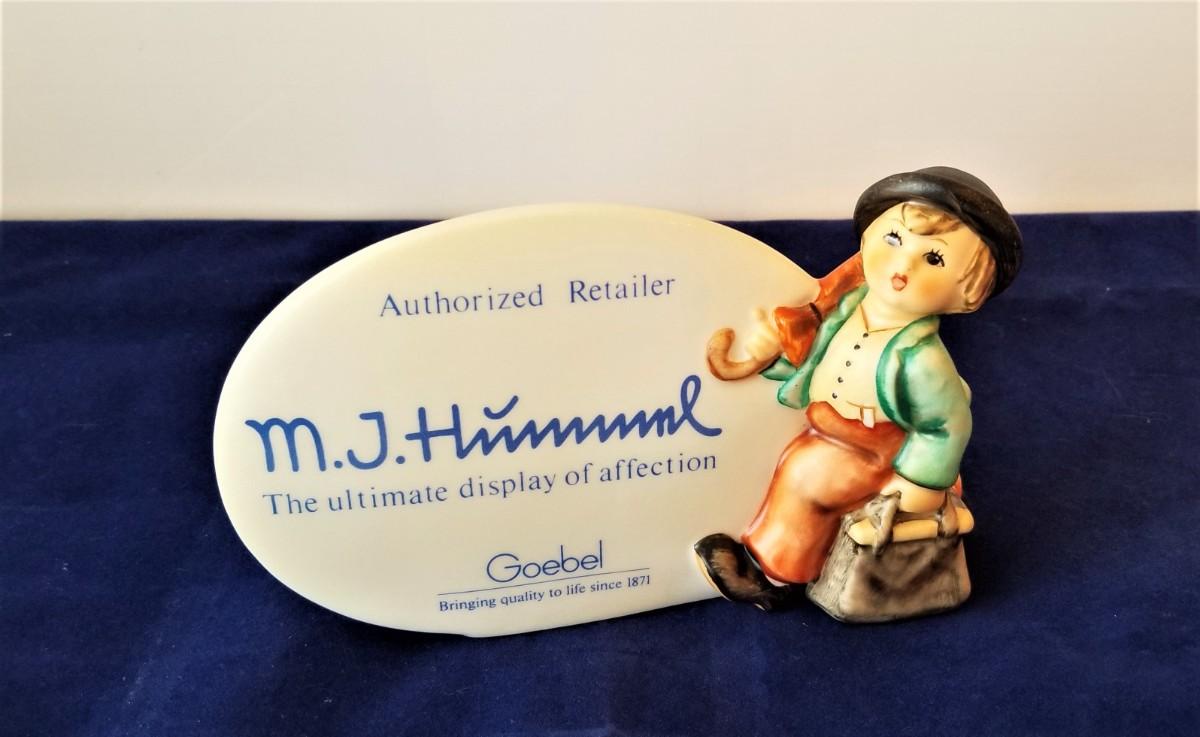 Authorized Retailer
M.J. Hummel
The ultimate display of affection
Goebel
Bringing quality to life since 1871